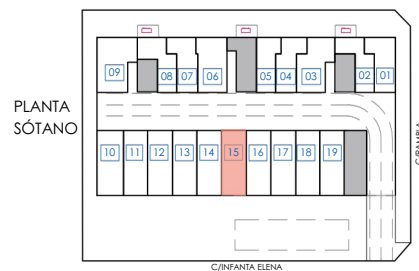 09 08 07 06 05 04 03 02 01
PLANTA
SÓTANO
10 11 12 13 14 15 16 17 18 19
C/RAMBLA
C/INFANTA ELENA